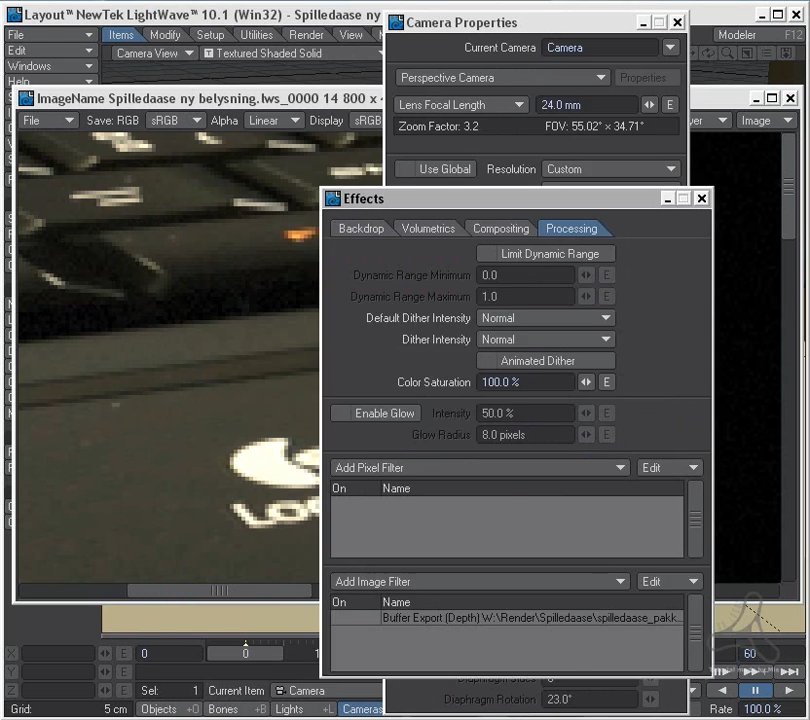 Layout™ NewTek LightWave™ 10.1 (Win32) - Spilledaase ny
Camera Properties
File
Items
Modify
Setup
Utilities
Render
View
Modeler
F12
Edit
Camera View
Textured Shaded Solid
Windows
Help
Current Camera
Camera
Perspective Camera
Properties
ImageName Spilledaase ny belysning.lws_0000 14 800 x
Lens Focal Length
24.0 mm
E
File
Save: RGB
sRGB
Alpha
Linear
Display
sRGB
Zoom Factor: 3.2
FOV: 55.02° × 34.71°
Image
Use Global
Resolution
Custom
Effects
Backdrop
Volumetrics
Compositing
Processing
Limit Dynamic Range
Dynamic Range Minimum
0.0
E
Dynamic Range Maximum
1.0
E
Default Dither Intensity
Normal
Dither Intensity
Normal
Animated Dither
Color Saturation
100.0 %
E
Enable Glow
Intensity
50.0 %
E
Glow Radius
8.0 pixels
E
Add Pixel Filter
Edit
On
Name
Add Image Filter
Edit
On
Name
Buffer Export (Depth) W:\Render\Spilledaase\spilledaase_pakk...
X
E
0
0
60
Y
E
Z
E
Sel:
1
Current Item
Camera
Diaphragm Rotation
23.0°
E
Grid:
5 cm
Objects
+O
Bones
+B
Lights
+L
Cameras
Rate
100.0 %